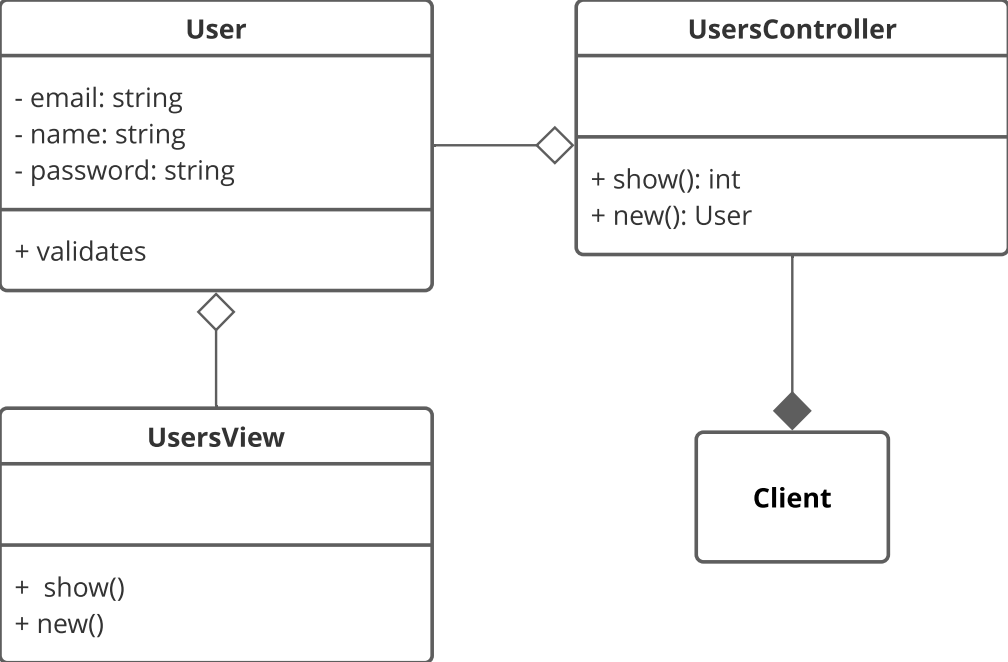 User
- email: string
- name: string
- password: string
+ validates
UsersController
+ show(): int
+ new(): User
UsersView
+  show()
+ new()
Client